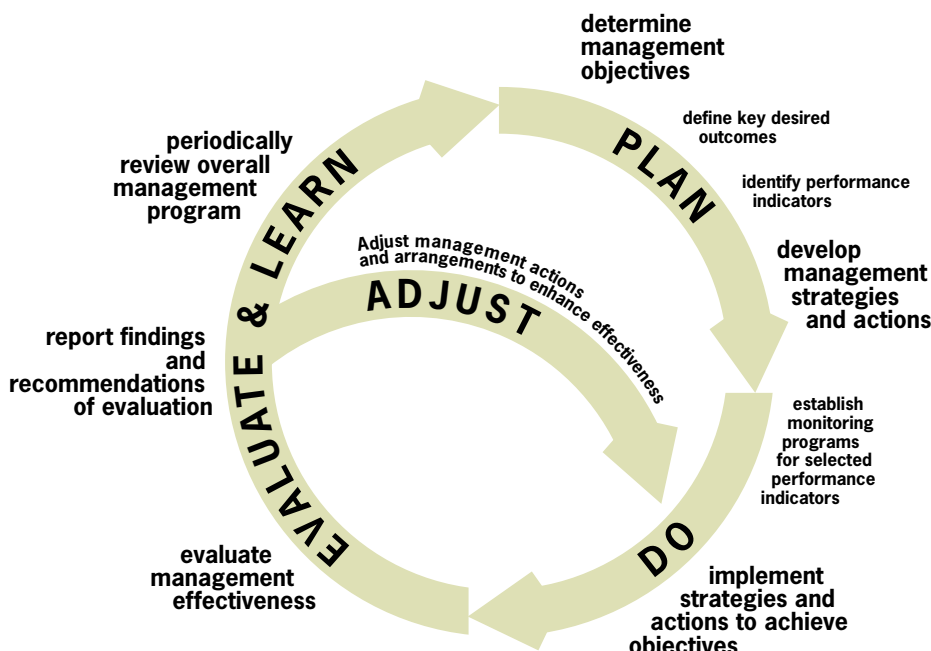 determine
management
objectives
define key desired
outcomes
PLAN
identify performance
indicators
develop
management
strategies
and actions
establish
monitoring
programs
for selected
performance
indicators
DO
implement
strategies and
actions to achieve
objectives
evaluate
management
effectiveness
EVALUATE & LEARN
report findings
and
recommendations
of evaluation
periodically
review overall
management
program
Adjust management actions
and arrangements to enhance effectiveness
ADJUST